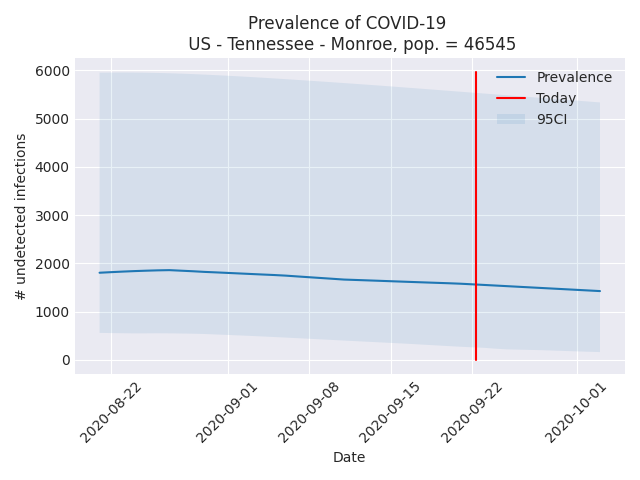 Prevalence of COVID-19
US - Tennessee - Monroe, pop. = 46545
6000
5000
4000
3000
2000
1000
0
# undetected infections
Prevalence
Today
95CI
2020-08-22
2020-09-01
2020-09-08
2020-09-15
2020-09-22
2020-10-01
Date